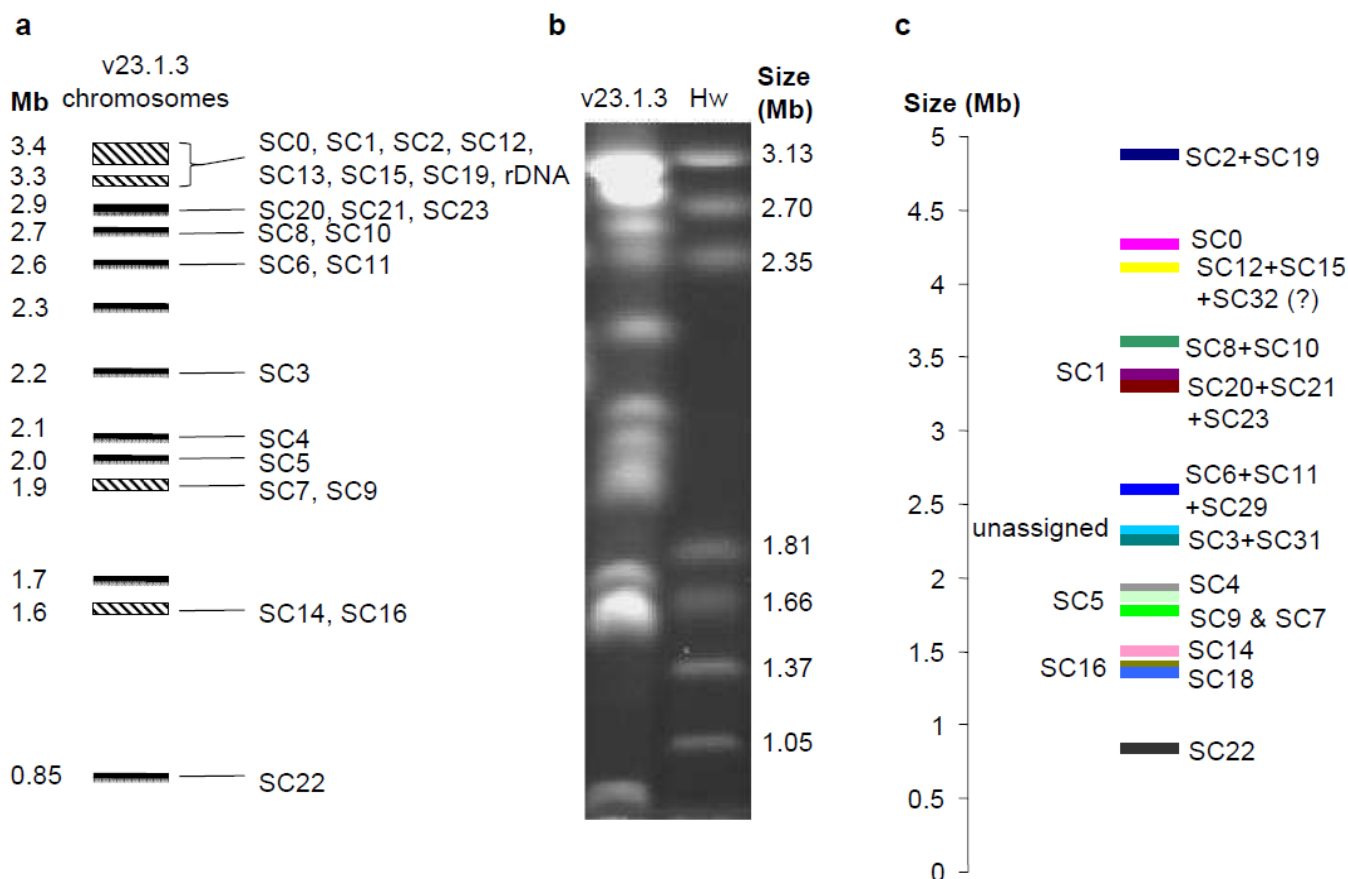 a
v23.1.3
Mb chromosomes
3.4
3.3
2.9
2.7
2.6
2.3
2.2
2.1
2.0
1.9
1.7
1.6
0.85
SC0, SC1, SC2, SC12,
SC13, SC15, SC19, rDNA
SC20, SC21, SC23
SC8, SC10
SC6, SC11
SC3
SC4
SC5
SC7, SC9
SC14, SC16
SC22
b
v23.1.3 Hw
Size
(Mb)
3.13
2.70
2.35
1.81
1.66
1.37
1.05
c
Size (Mb)
5
4.5
4
3.5
3
2.5
2
1.5
1
0.5
0
SC1
unassigned
SC5
SC16
SC2+SC19
SC0
SC12+SC15
+SC32 (?)
SC8+SC10
SC20+SC21
+SC23
SC6+SC11
+SC29
SC3+SC31
SC4
SC9 & SC7
SC14
SC18
SC22